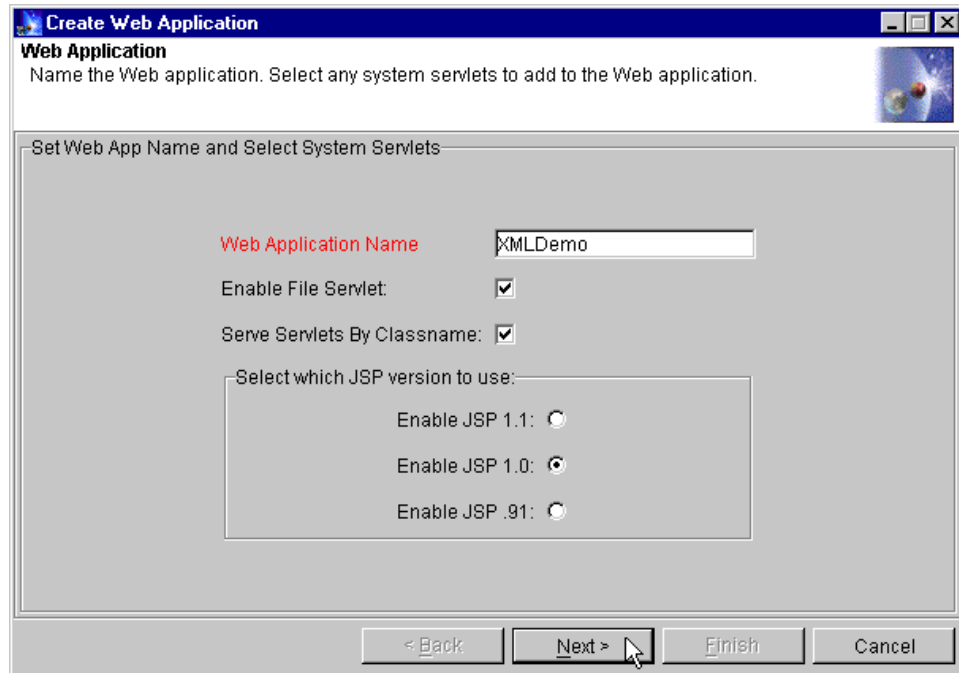 Create Web Application
Web Application
Name the Web application. Select any system servlets to add to the Web application.
Set Web App Name and Select System Servlets
Web Application Name XMLDemo
Enable File Servlet:
Serve Servlets By Classname:
Select which JSP version to use:
Enable JSP 1.1:
Enable JSP 1.0:
Enable JSP .91:
< Back Next > Finish Cancel